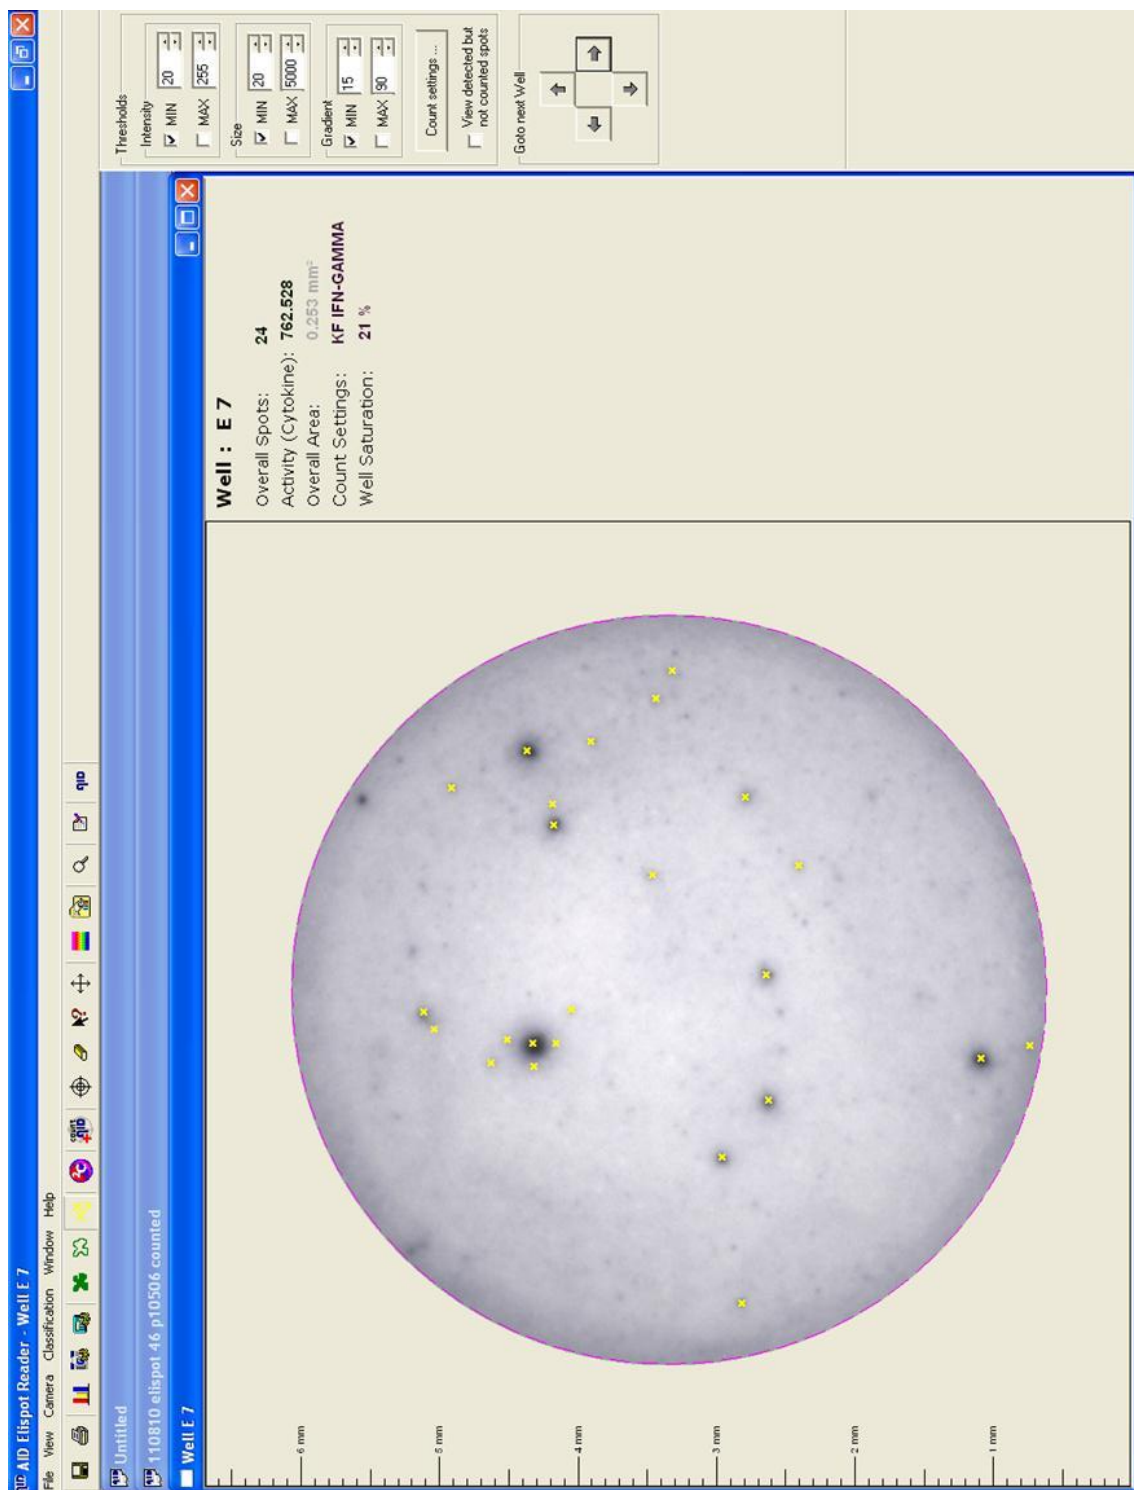 AID Elispot Reader - Well E 7
File View Camera Classification Window Help
Untitled
110810 elispot 46 p10506 counted
Well E 7
6 mm
5 mm
4 mm
3 mm
2 mm
1 mm
Well : E 7
Overall Spots: 24
Activity (Cytokine): 762.528
Overall Area: 0.253 mm²
Count Settings: KF IFN-GAMMA
Well Saturation: 21 %
Thresholds
Intensity
MIN 20
MAX 255
Size
MIN 20
MAX 5000
Gradient
MIN 15
MAX 90
Count settings ...
View detected but
not counted spots
Goto next Well